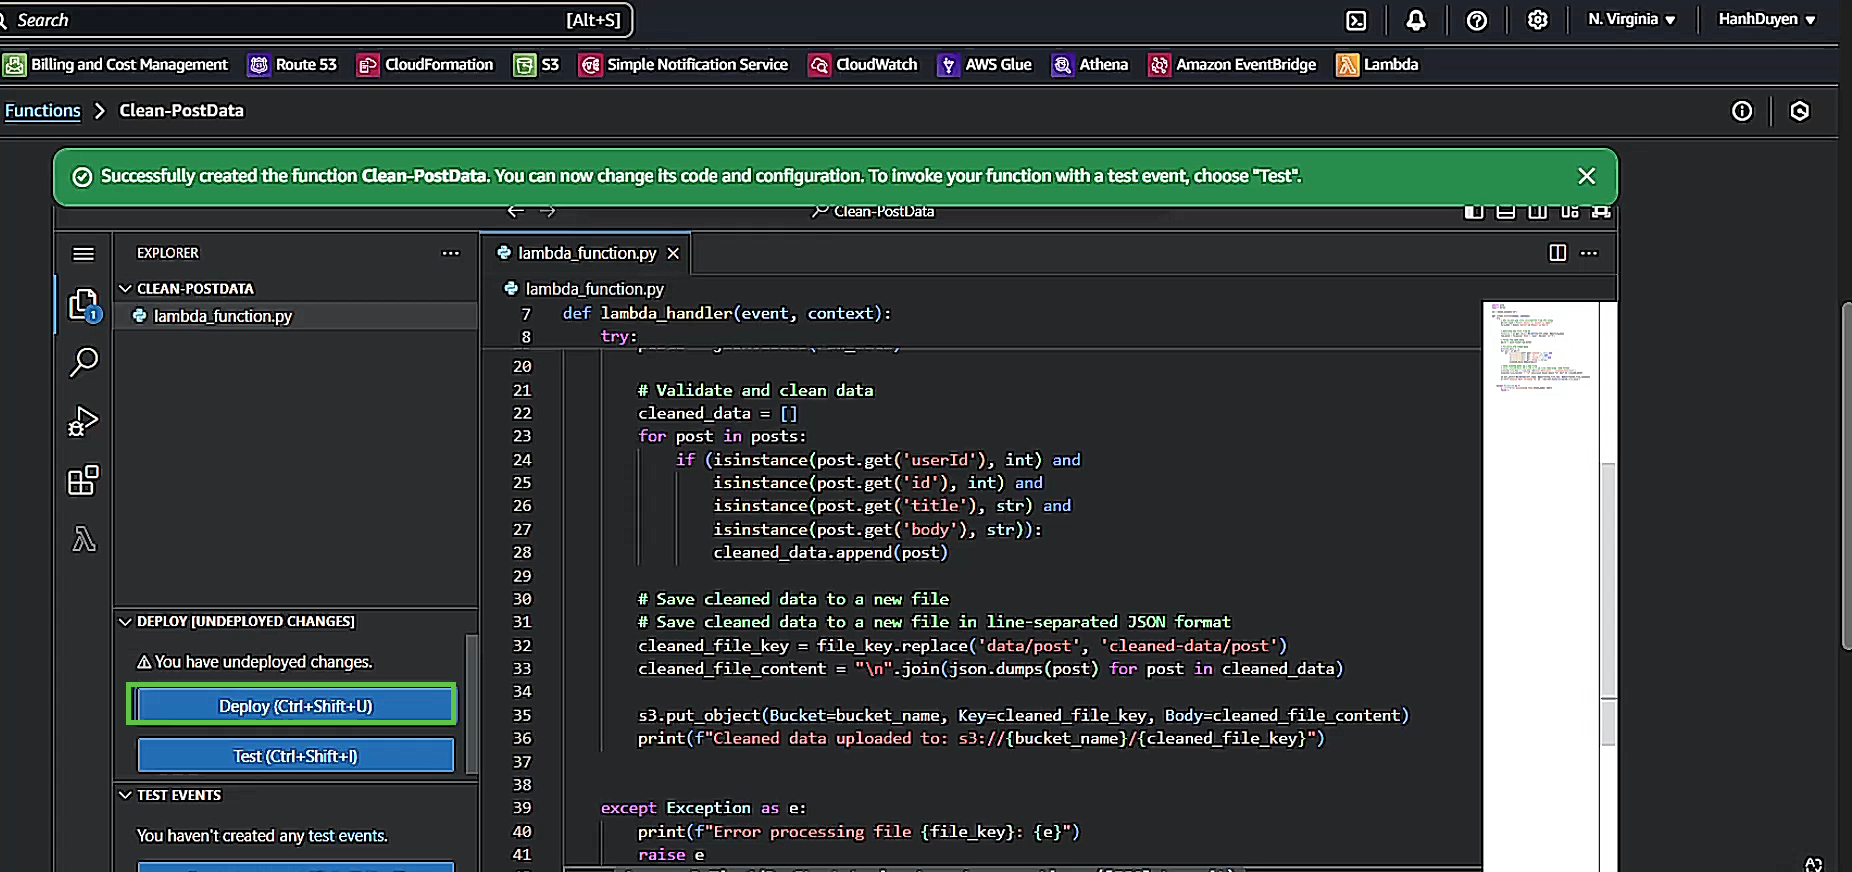 Search [Alt+S] N. Virginia ▼ HanhDuyen ▼
Billing and Cost Management Route 53 CloudFormation S3 Simple Notification Service CloudWatch AWS Glue Athena Amazon EventBridge Lambda
Functions > Clean-PostData
Successfully created the function Clean-PostData. You can now change its code and configuration. To invoke your function with a test event, choose "Test".
Clean-PostData
EXPLORER
CLEAN-POSTDATA
lambda_function.py
1
DEPLOY [UNDEPLOYED CHANGES]
You have undeployed changes.
Deploy (Ctrl+Shift+U)
Test (Ctrl+Shift+I)
TEST EVENTS
You haven't created any test events.
lambda_function.py
lambda_function.py
7 def lambda_handler(event, context):
8 try:
20
21 # Validate and clean data
22 cleaned_data = []
23 for post in posts:
24 if (isinstance(post.get('userId'), int) and
25 isinstance(post.get('id'), int) and
26 isinstance(post.get('title'), str) and
27 isinstance(post.get('body'), str)):
28 cleaned_data.append(post)
29
30 # Save cleaned data to a new file
31 # Save cleaned data to a new file in line-separated JSON format
32 cleaned_file_key = file_key.replace('data/post', 'cleaned-data/post')
33 cleaned_file_content = "\n".join(json.dumps(post) for post in cleaned_data)
34
35 s3.put_object(Bucket=bucket_name, Key=cleaned_file_key, Body=cleaned_file_content)
36 print(f"Cleaned data uploaded to: s3://{bucket_name}/{cleaned_file_key}")
37
38
39 except Exception as e:
40 print(f"Error processing file {file_key}: {e}")
41 raise e